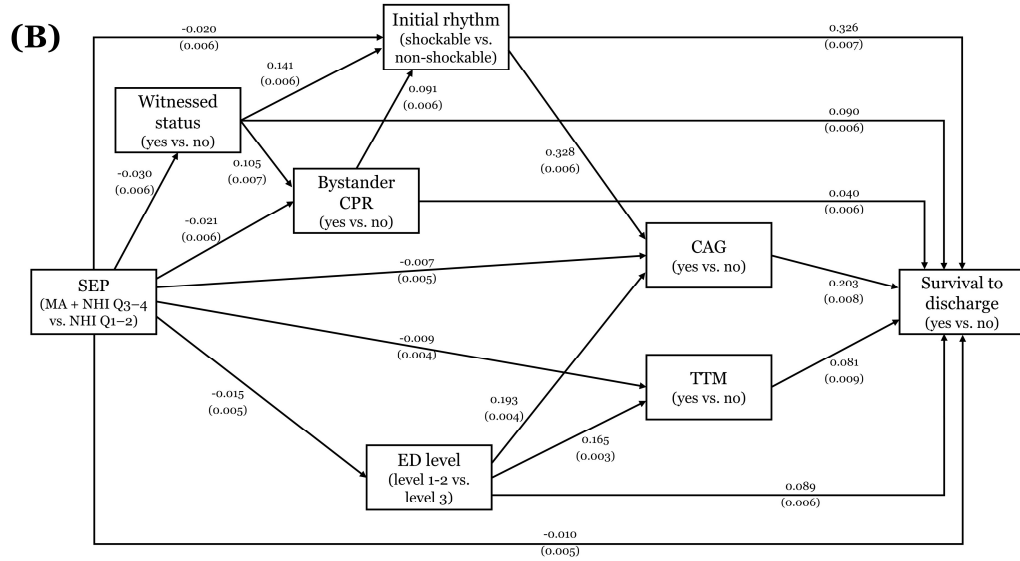 (B)
Initial rhythm
(shockable vs.
non-shockable)
-0.020
(0.006)
0.326
(0.007)
0.141
(0.006)
0.091
(0.006)
Witnessed
status
(yes vs. no)
0.090
(0.006)
-0.030
(0.006)
0.105
(0.007)
0.328
(0.006)
Bystander
CPR
(yes vs. no)
0.040
(0.006)
-0.021
(0.006)
CAG
(yes vs. no)
-0.007
(0.005)
SEP
(MA + NHI Q3–4
vs. NHI Q1–2)
0.203
(0.008)
Survival to
discharge
(yes vs. no)
-0.009
(0.004)
TTM
(yes vs. no)
0.081
(0.009)
-0.015
(0.005)
0.193
(0.004)
0.165
(0.003)
ED level
(level 1-2 vs.
level 3)
0.089
(0.006)
-0.010
(0.005)